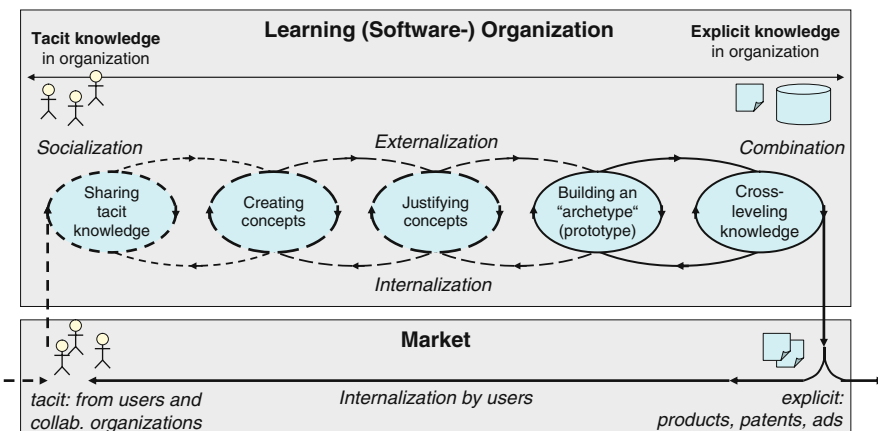 Learning (Software-) Organization
Tacit knowledge
in organization
Explicit knowledge
in organization
Socialization
Externalization
Combination
Sharing
tacit
knowledge
Creating
concepts
Justifying
concepts
Building an
"archetype“
(prototype)
Cross-
leveling
knowledge
Internalization
Market
tacit: from users and
collab. organizations
Internalization by users
explicit:
products, patents, ads